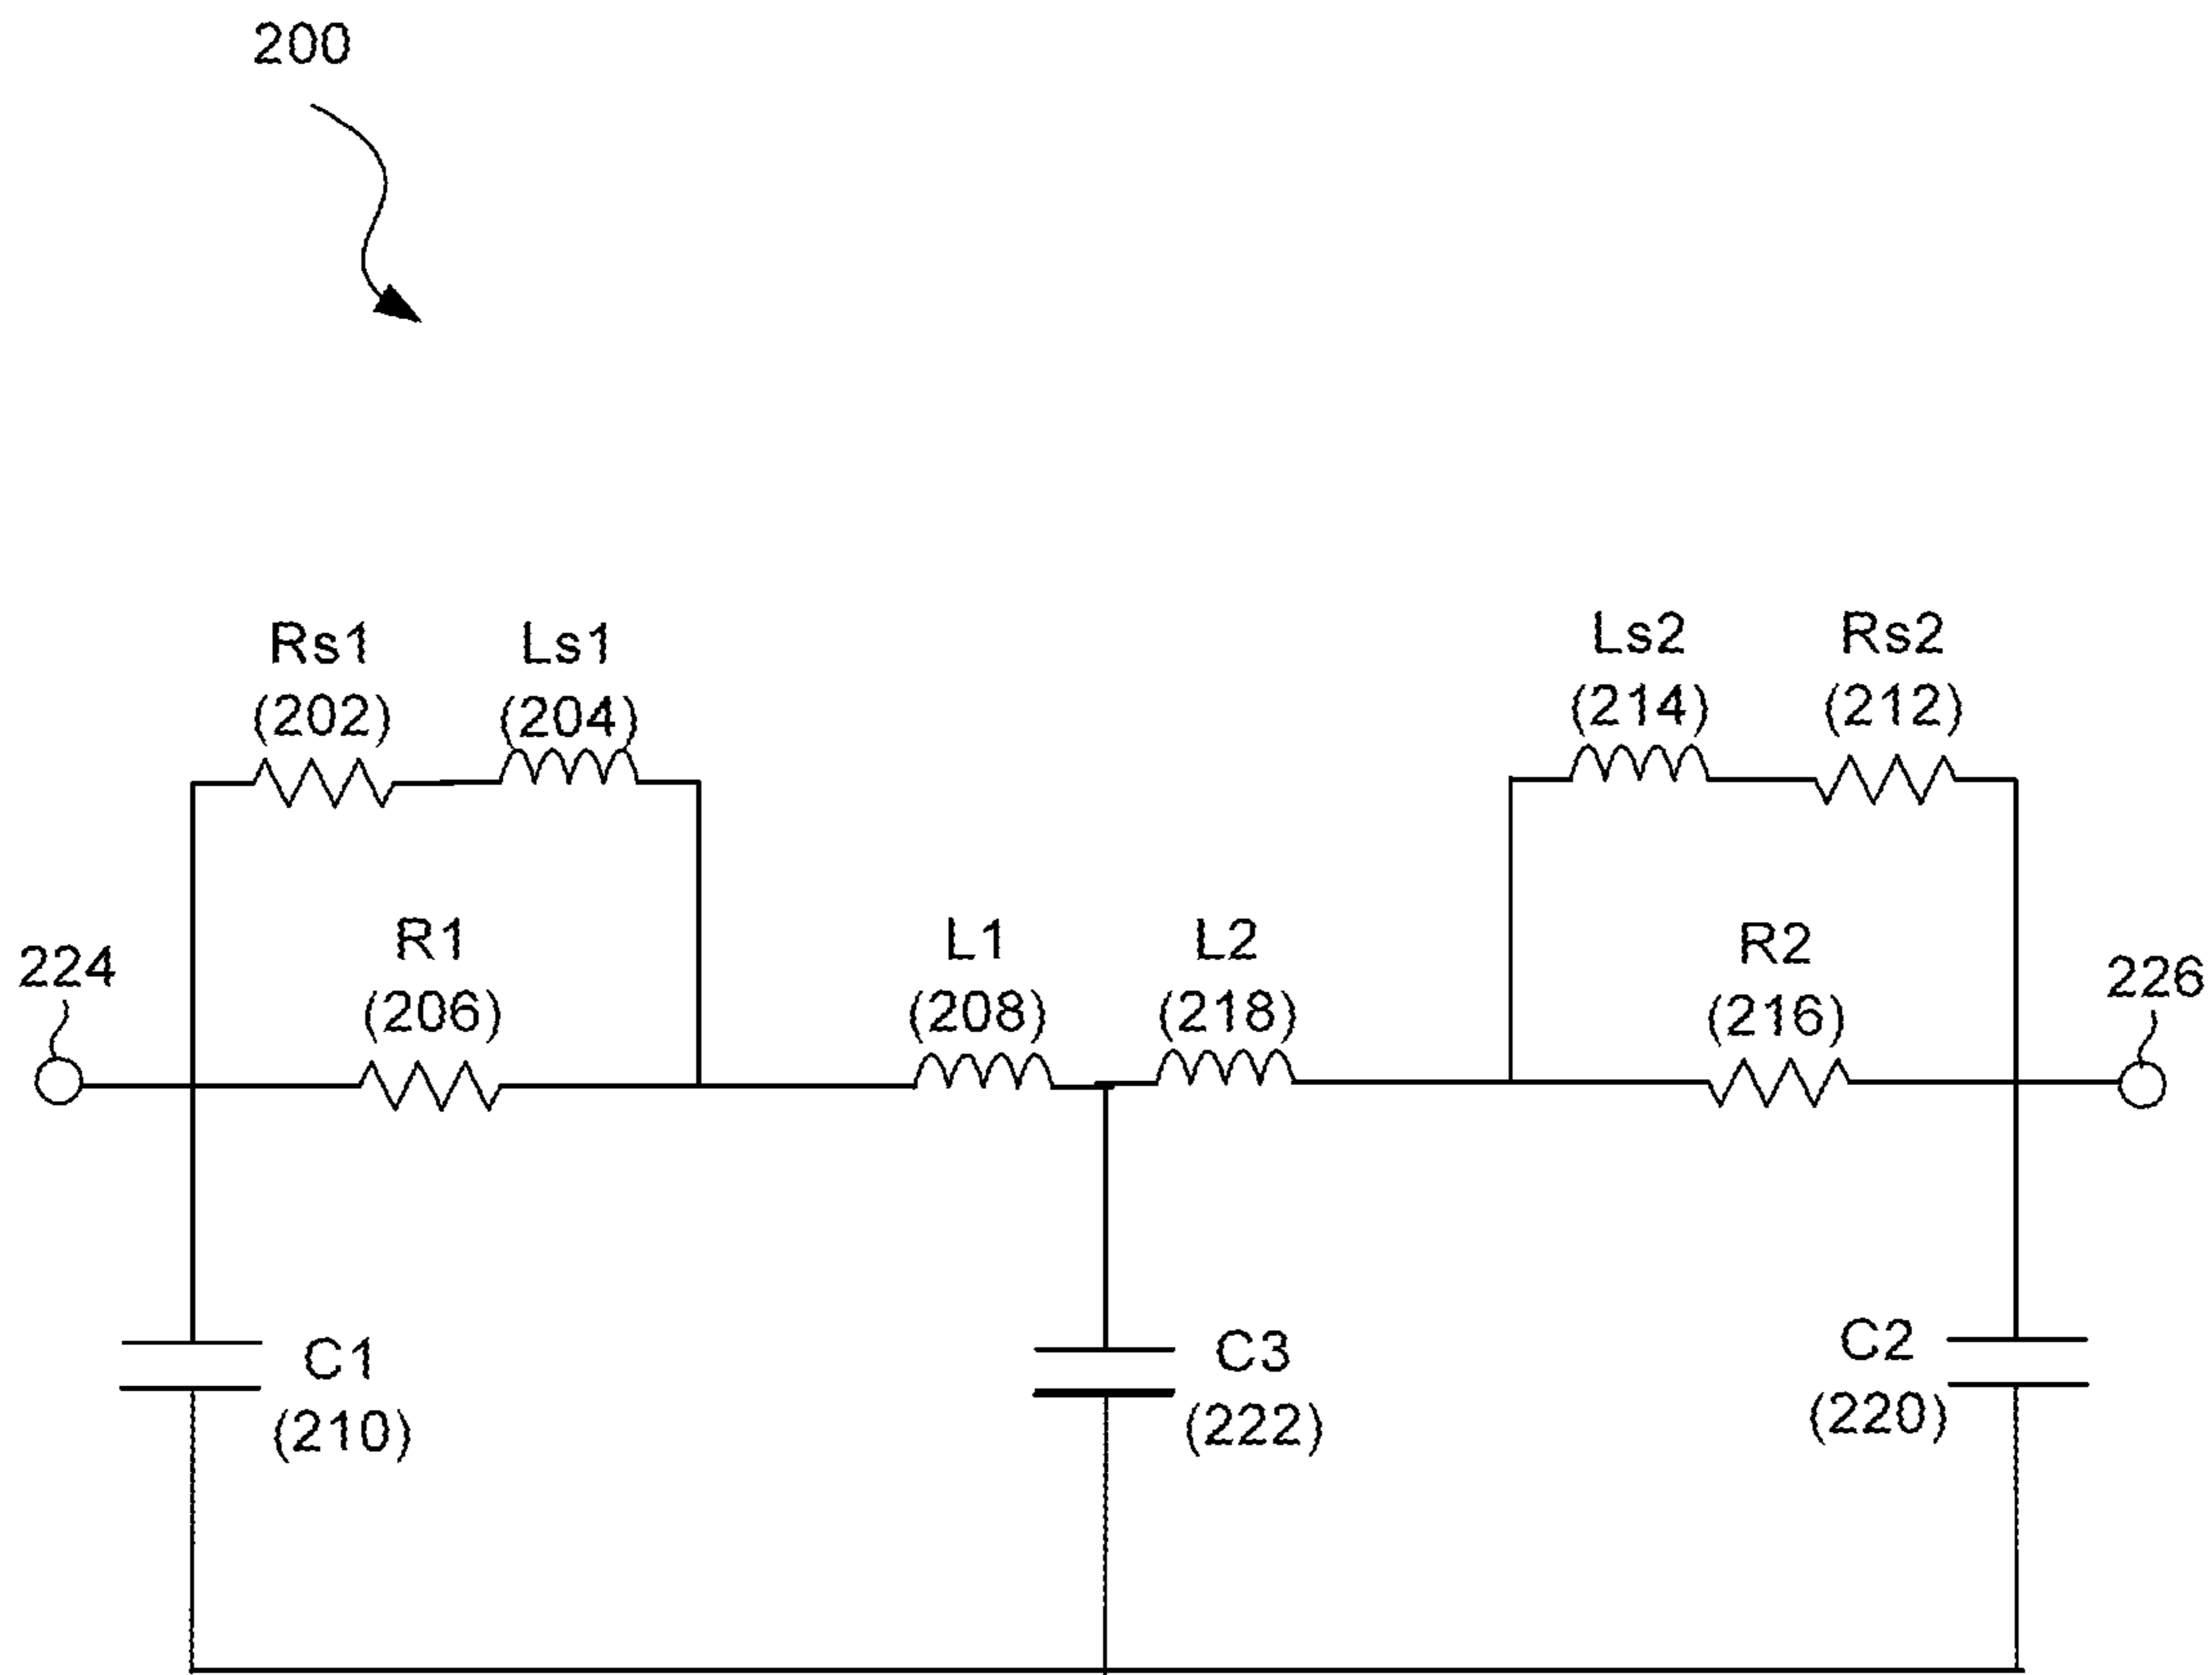 200
Rs1
(202)
Ls1
(204)
Ls2
(214)
Rs2
(212)
224
R1
(206)
L1
(208)
L2
(218)
R2
(216)
226
C1
(210)
C3
(222)
C2
(220)